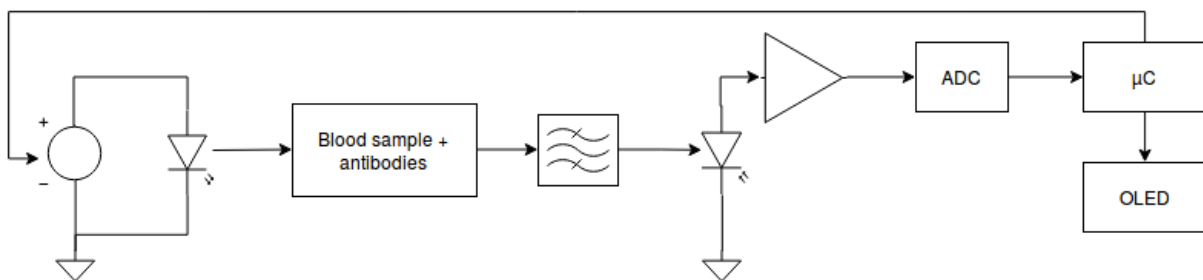 +
−
Blood sample +
antibodies
ADC
μC
OLED